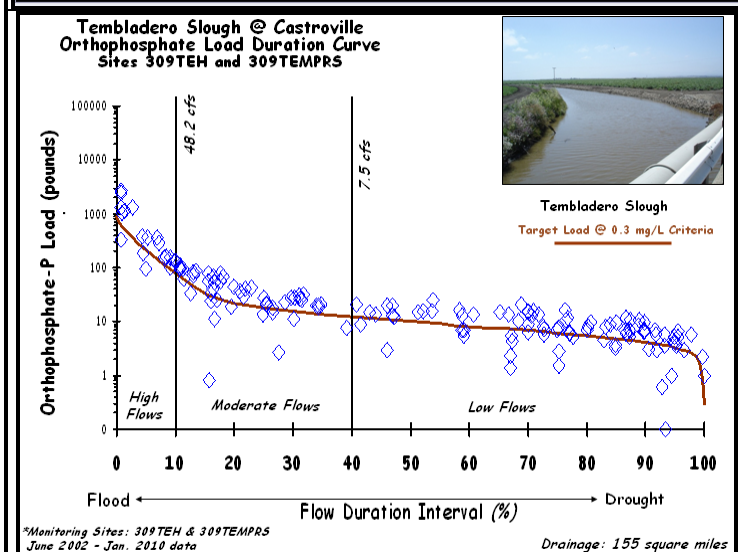 Tembladero Slough @ Castroville
Orthophosphate Load Duration Curve
Sites 309TEH and 309TEMPRS
Orthophosphate-P Load (pounds)
100000
10000
1000
100
10
1
0
48.2 cfs
7.5 cfs
Tembladero Slough
Target Load @ 0.3 mg/L Criteria
High
Flows
Moderate Flows
Low Flows
0 10 20 30 40 50 60 70 80 90 100
Flood
Drought
Flow Duration Interval (%)
*Monitoring Sites: 309TEH & 309TEMPRS
June 2002 - Jan. 2010 data
Drainage: 155 square miles